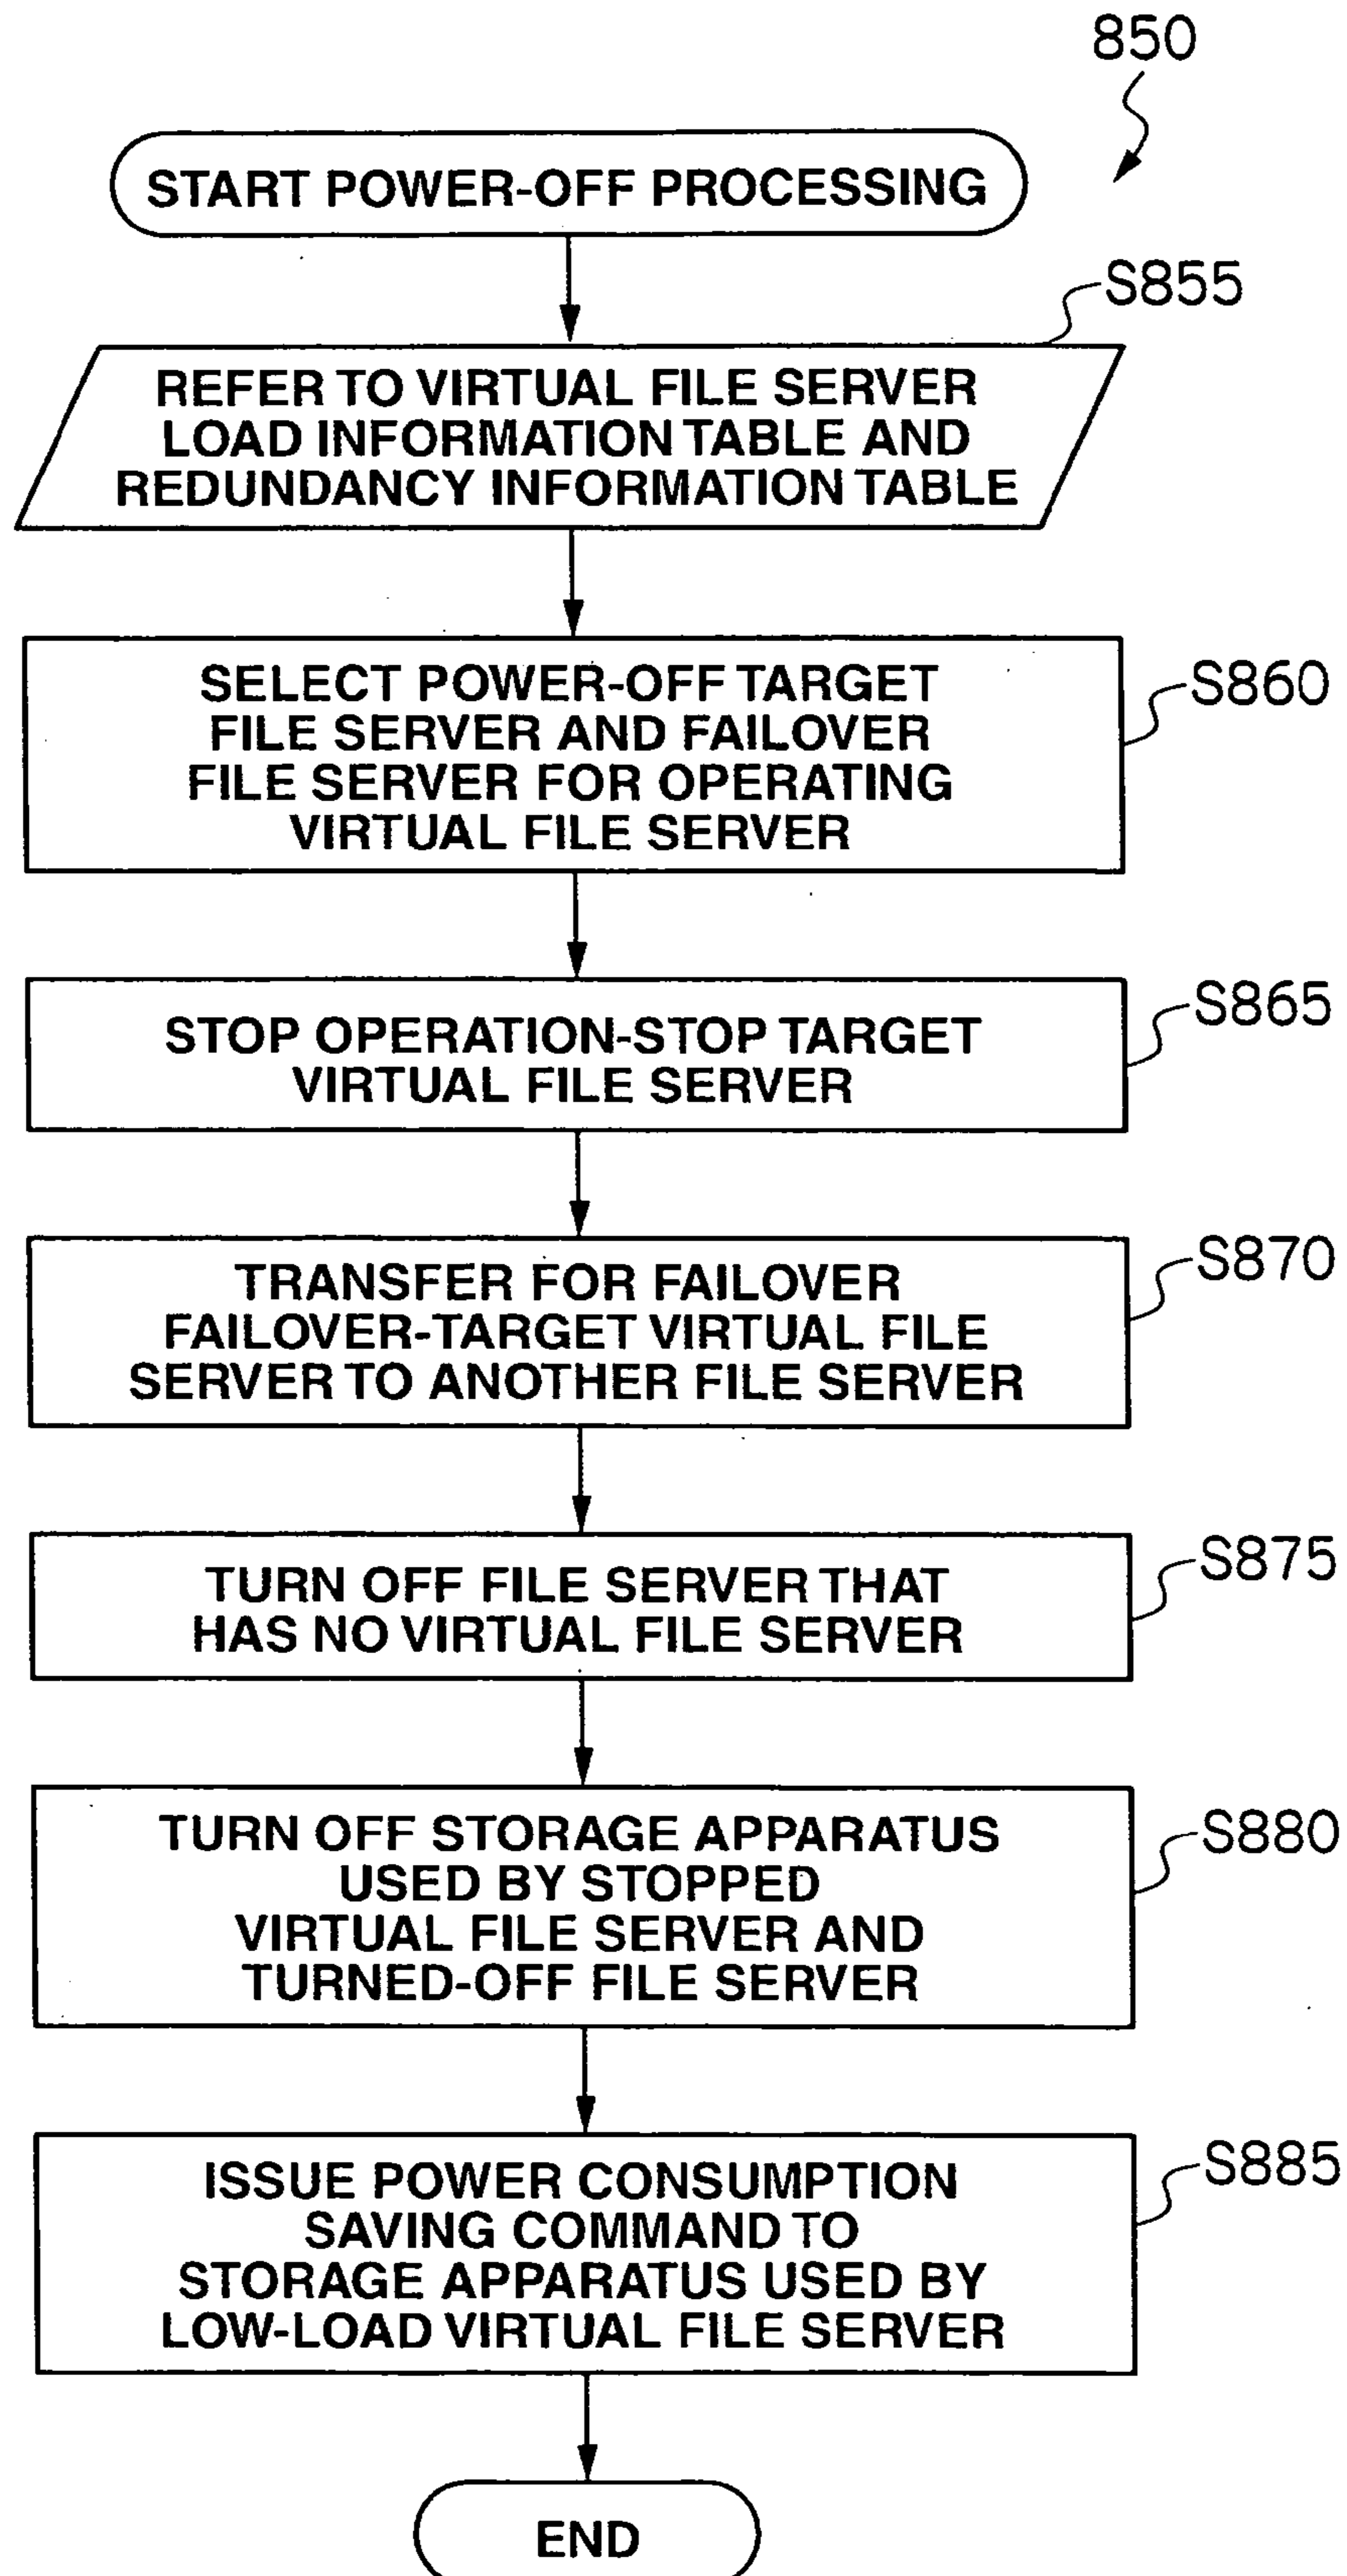 850
START POWER-OFF PROCESSING
S855
REFER TO VIRTUAL FILE SERVER
LOAD INFORMATION TABLE AND
REDUNDANCY INFORMATION TABLE
S860
SELECT POWER-OFF TARGET
FILE SERVER AND FAILOVER
FILE SERVER FOR OPERATING
VIRTUAL FILE SERVER
S865
STOP OPERATION-STOP TARGET
VIRTUAL FILE SERVER
S870
TRANSFER FOR FAILOVER
FAILOVER-TARGET VIRTUAL FILE
SERVER TO ANOTHER FILE SERVER
S875
TURN OFF FILE SERVER THAT
HAS NO VIRTUAL FILE SERVER
S880
TURN OFF STORAGE APPARATUS
USED BY STOPPED
VIRTUAL FILE SERVER AND
TURNED-OFF FILE SERVER
S885
ISSUE POWER CONSUMPTION
SAVING COMMAND TO
STORAGE APPARATUS USED BY
LOW-LOAD VIRTUAL FILE SERVER
END